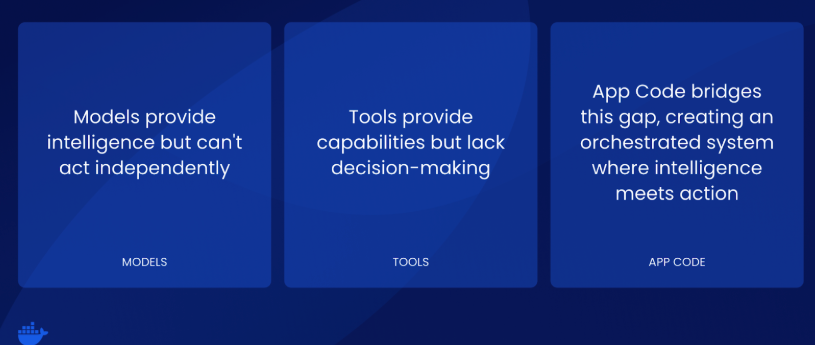 Models provide
intelligence but can't
act independently
MODELS
Tools provide
capabilities but lack
decision-making
TOOLS
App Code bridges
this gap, creating an
orchestrated system
where intelligence
meets action
APP CODE